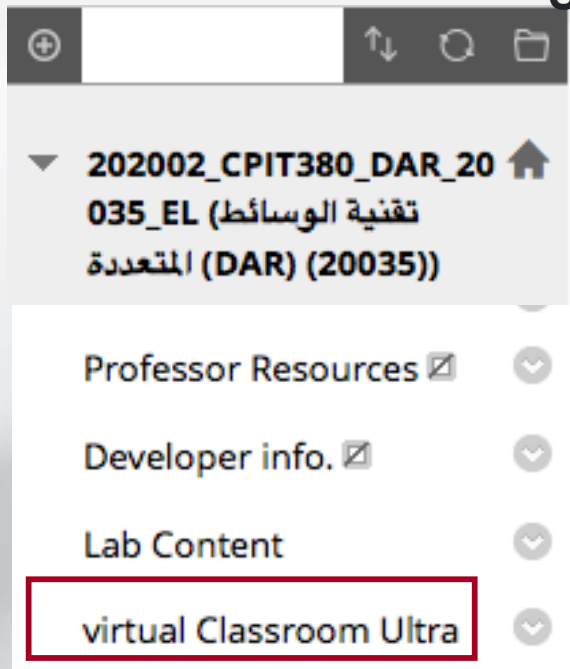 202002_CPIT380_DAR_20
035_EL (تقنية الوسائط
المتعددة (DAR) (20035))
Professor Resources
Developer info.
Lab Content
virtual Classroom Ultra